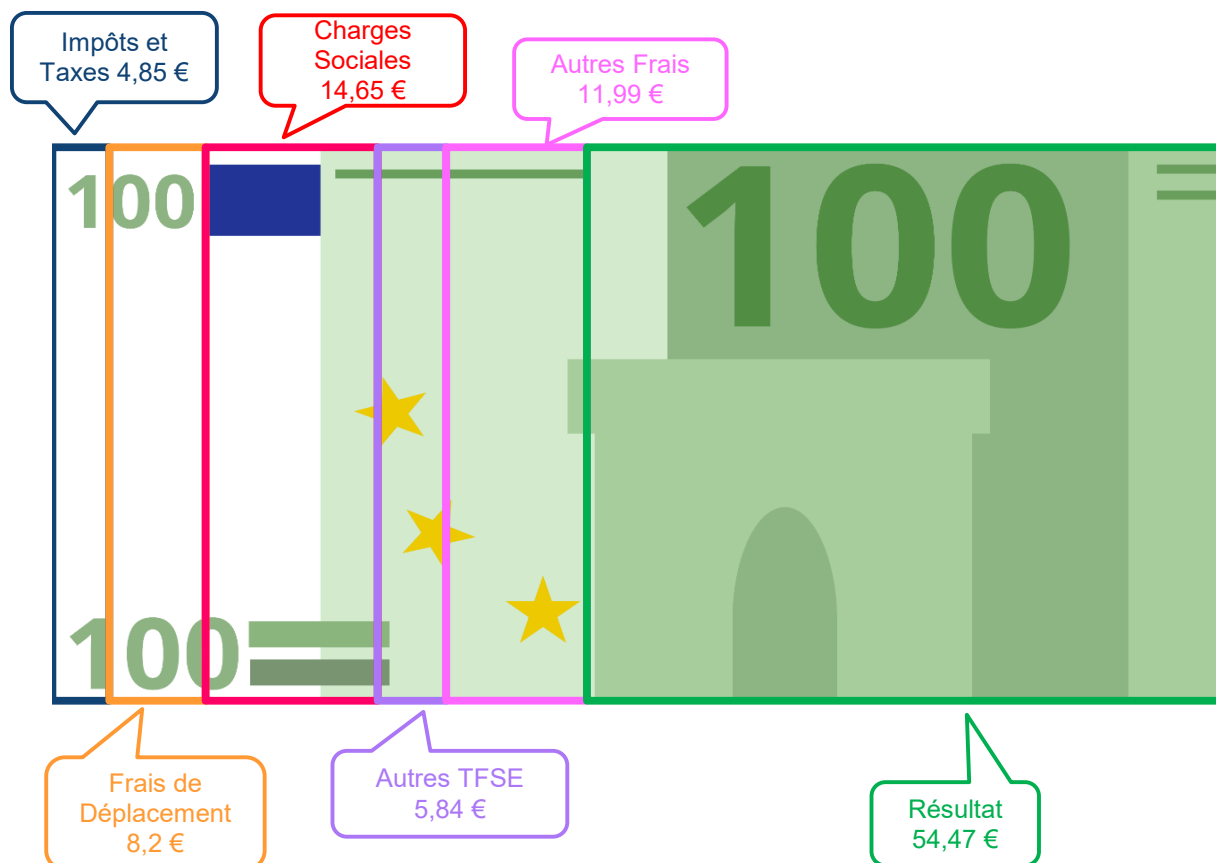 Impôts et
Taxes 4,85 €
Charges
Sociales
14,65 €
Autres Frais
11,99 €
100
100
100
Frais de
Déplacement
8,2 €
Autres TFSE
5,84 €
Résultat
54,47 €